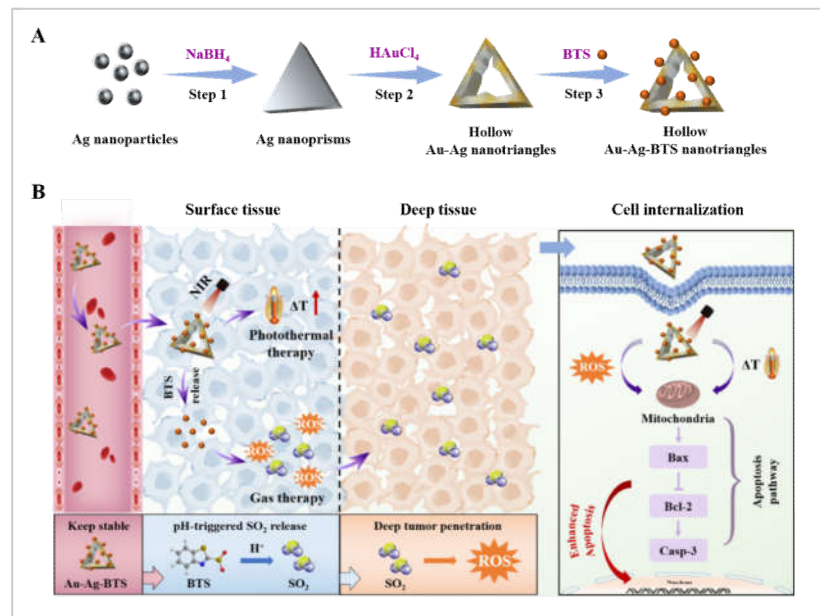 A
NaBH4
HAuCl4
BTS
Step 1
Step 2
Step 3
Ag nanoparticles
Ag nanoprisms
Hollow
Au-Ag nanotriangles
Hollow
Au-Ag-BTS nanotriangles
B
Surface tissue
Deep tissue
Cell internalization
NIR
ΔT
Photothermal
therapy
BTS
release
ROS
ROS
ROS
Gas therapy
ROS
ΔT
Mitochondria
Bax
Bcl-2
Casp-3
Apoptosis
pathway
Enhanced
Apoptosis
Keep stable
Au-Ag-BTS
pH-triggered SO2 release
H+
BTS
SO2
Deep tumor penetration
SO2
ROS